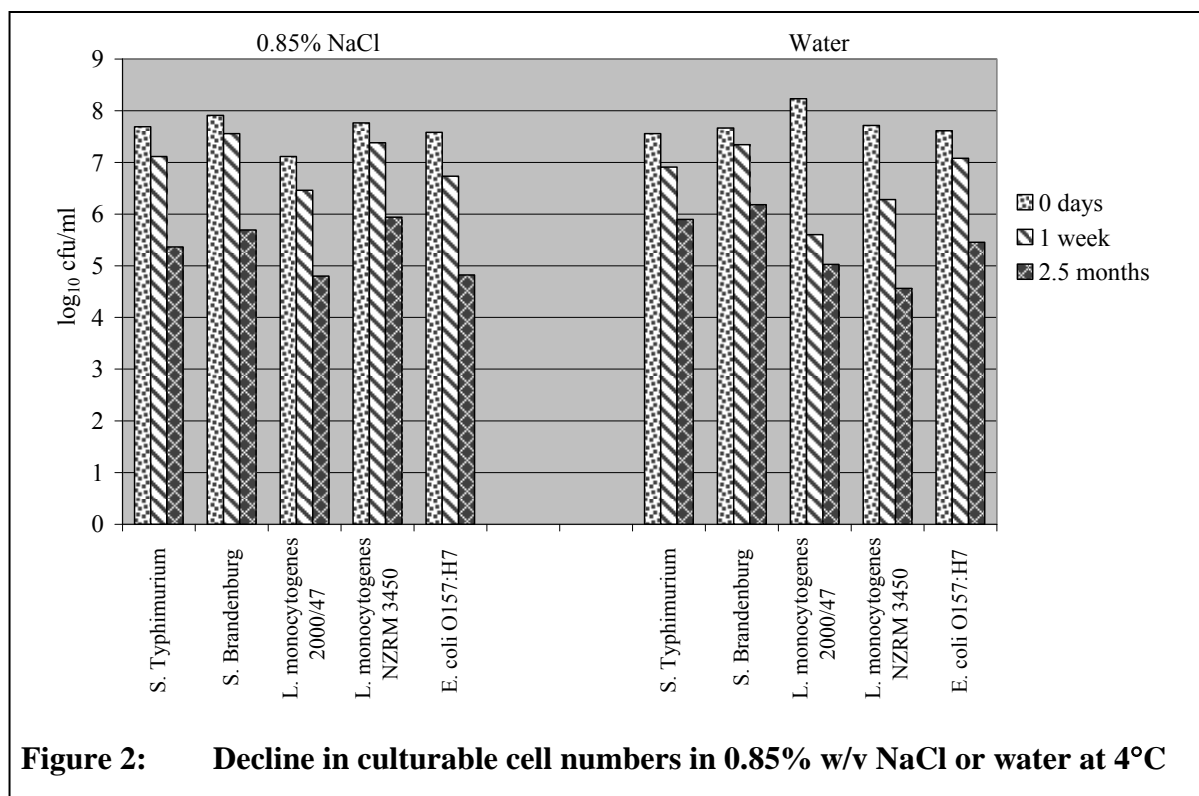 0.85% NaCl Water
9
8
7
6
5
4
3
2
1
0
log₁₀ cfu/ml
0 days
1 week
2.5 months
S. Typhimurium
S. Brandenburg
L. monocytogenes
2000/47
L. monocytogenes
NZRM 3450
E. coli O157:H7
S. Typhimurium
S. Brandenburg
L. monocytogenes
2000/47
L. monocytogenes
NZRM 3450
E. coli O157:H7
Figure 2: Decline in culturable cell numbers in 0.85% w/v NaCl or water at 4°C